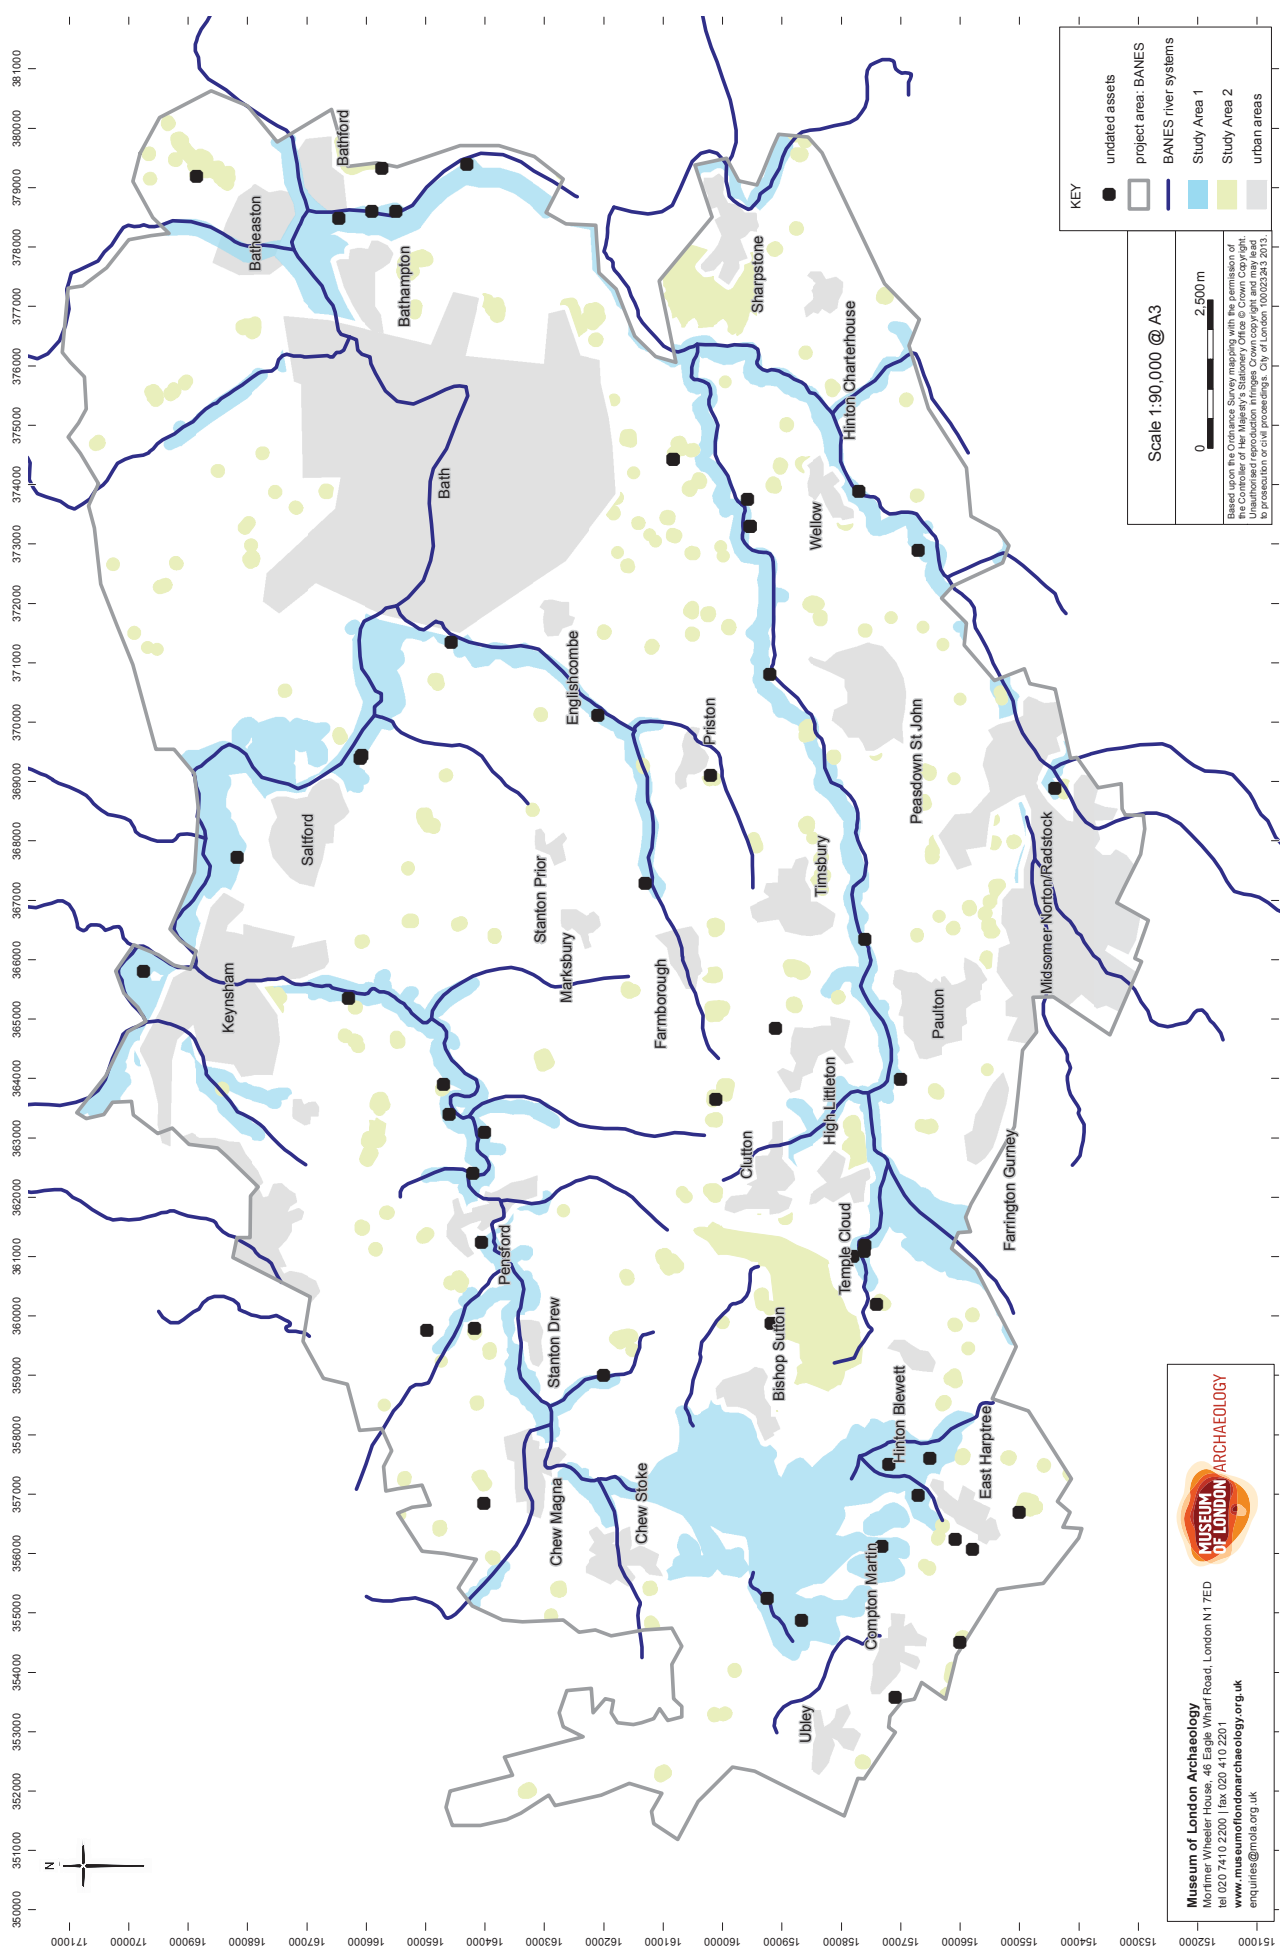 381000
380000
379000
378000
377000
376000
375000
374000
373000
372000
371000
370000
369000
368000
367000
366000
365000
364000
363000
362000
361000
360000
359000
358000
357000
356000
355000
354000
353000
352000
351000
350000
171000
170000
169000
168000
167000
166000
165000
164000
163000
162000
161000
160000
159000
158000
157000
156000
155000
154000
153000
152000
151000
N
Bathford
Batheaston
Bathampton
Bath
Sharpstone
Hinton Charterhouse
Wellow
Englishcombe
Priston
Peasdown St John
Saltford
Stanton Prior
Timsbury
Midsomer Norton/Radstock
Keynsham
Marksbury
Farmborough
Paulton
High Littleton
Clutton
Farrington Gurney
Pensford
Temple Cloud
Stanton Drew
Bishop Sutton
Hinton Blewett
East Harptree
Chew Magna
Chew Stoke
Compton Martin
Ubley
KEY
undated assets
project area: BANES
BANES river systems
Study Area 1
Study Area 2
urban areas
Scale 1:90,000 @ A3
0 2,500m
Based upon the Ordnance Survey mapping with the permission of
the Controller of Her Majesty's Stationery Office © Crown Copyright.
Unauthorised reproduction infringes Crown copyright and may lead
to prosecution or civil proceedings. City of London 100023243 2013.
MUSEUM
OF LONDON
ARCHAEOLOGY
Museum of London Archaeology
Mortimer Wheeler House, 46 Eagle Wharf Road, London N1 7ED
tel 020 7410 2200 | fax 020 410 2201
www.museumoflondonarchaeology.org.uk
enquiries@mola.org.uk